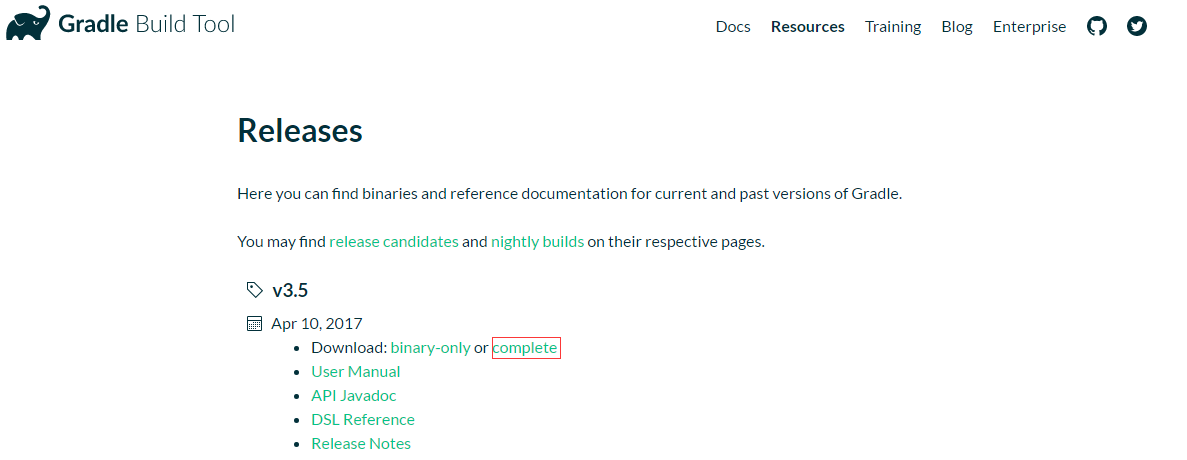 Gradle Build Tool
Docs Resources Training Blog Enterprise
Releases
Here you can find binaries and reference documentation for current and past versions of Gradle.
You may find release candidates and nightly builds on their respective pages.
v3.5
Apr 10, 2017
Download: binary-only or complete
User Manual
API Javadoc
DSL Reference
Release Notes